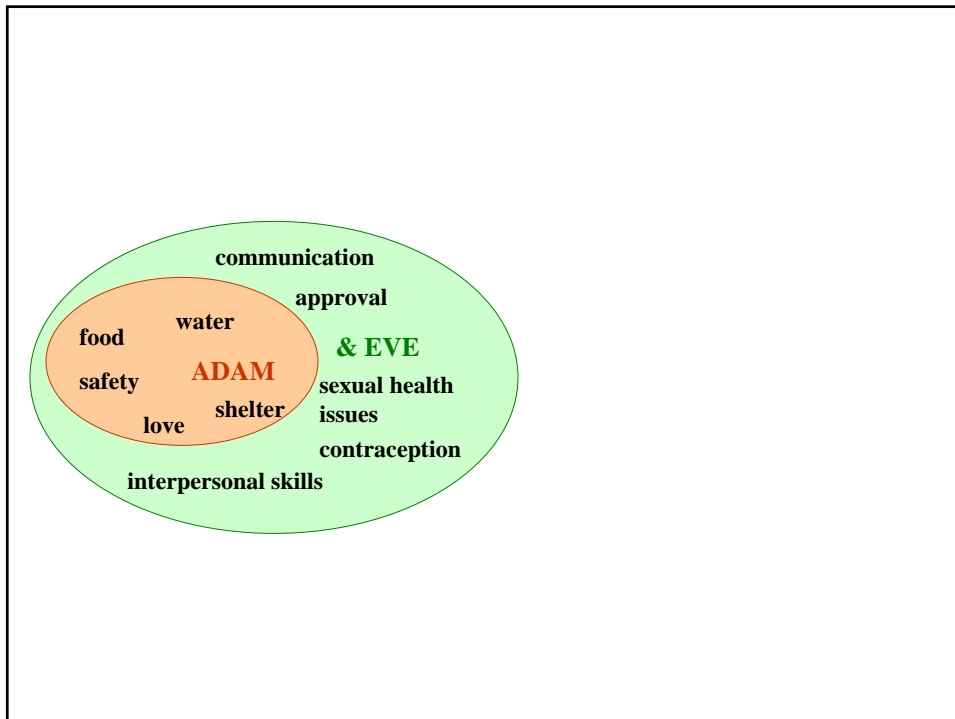 communication
approval
water
food
& EVE
ADAM
safety
sexual health
issues
shelter
love
contraception
interpersonal skills